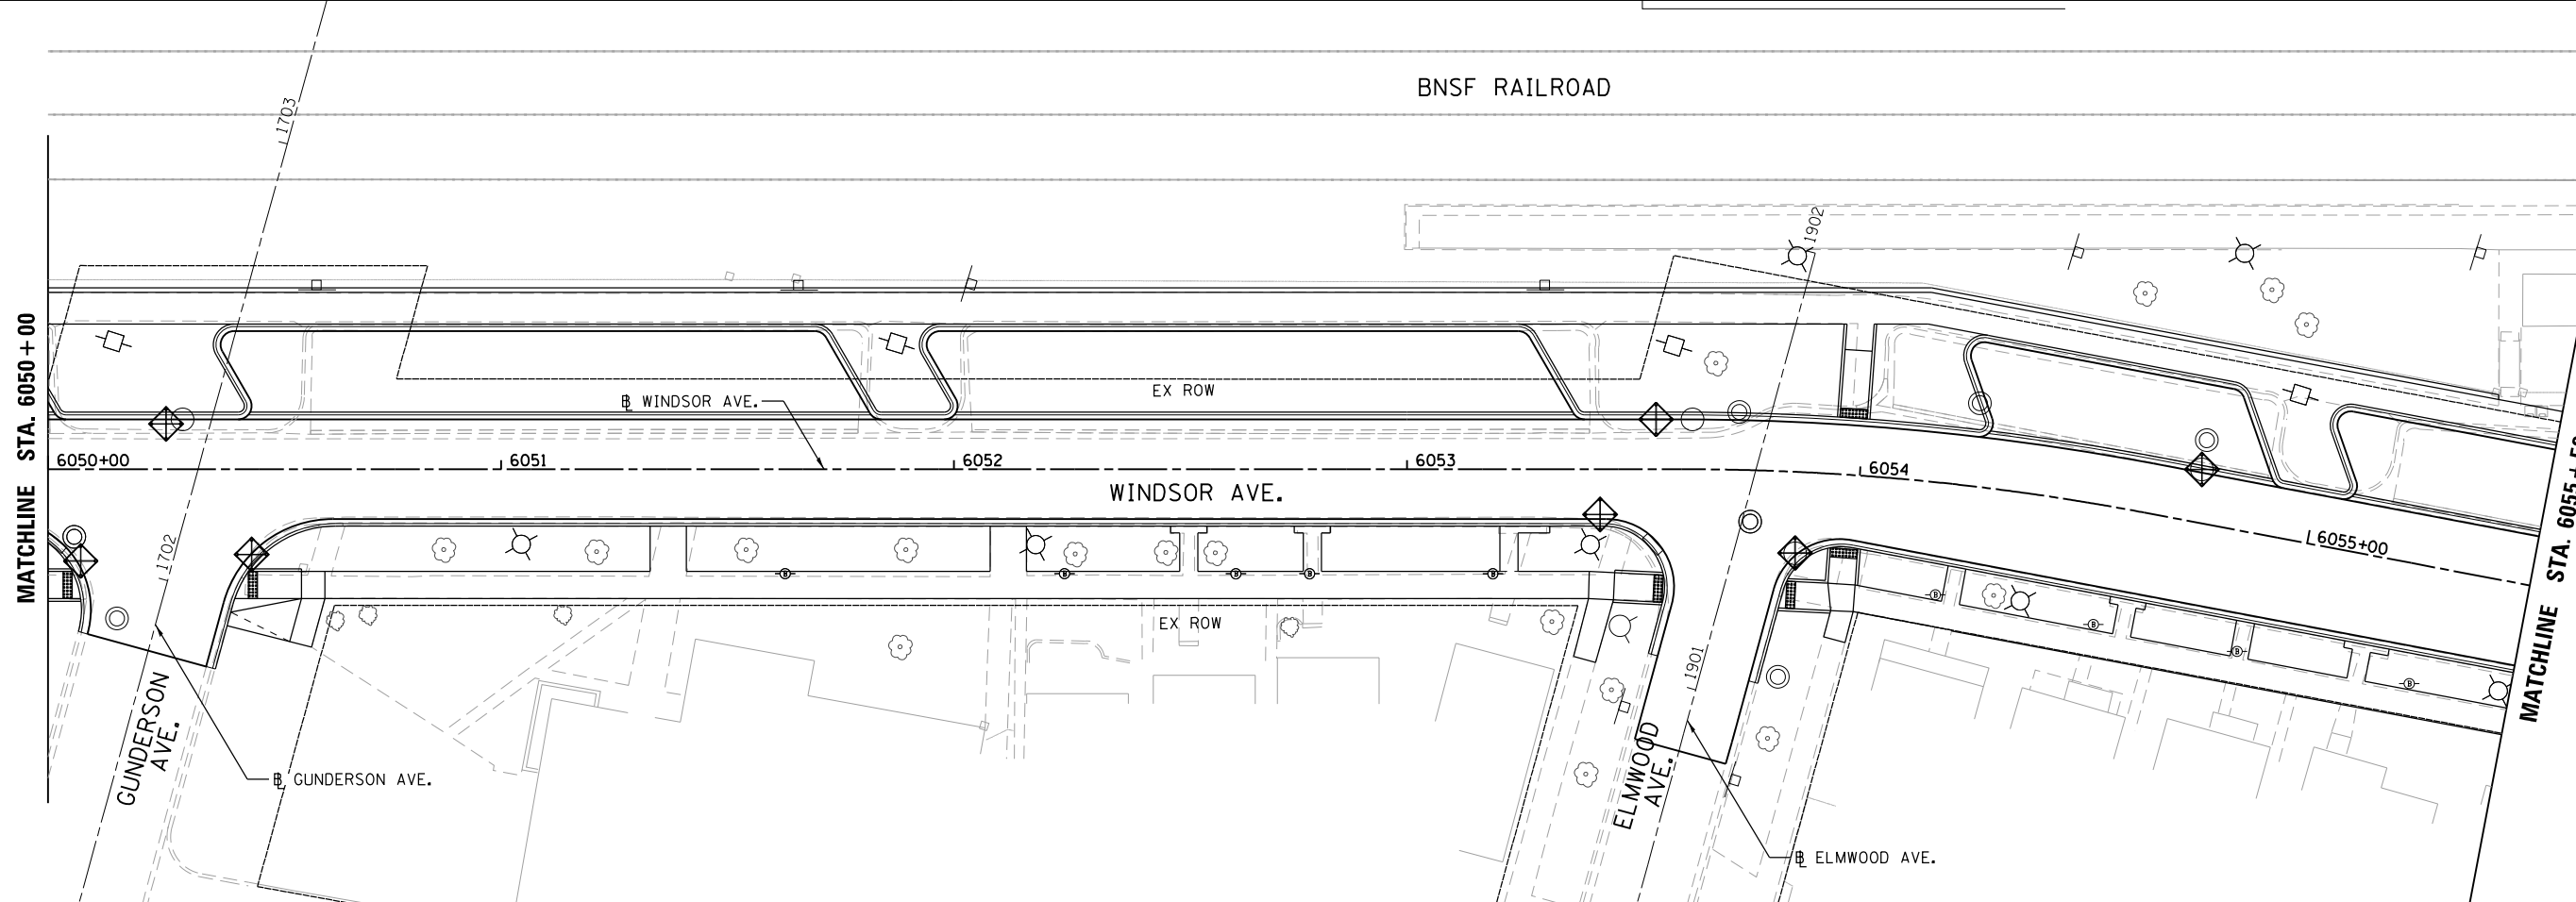 BNSF RAILROAD
1703
1902
MATCHLINE STA. 6050+00
EX ROW
B WINDSOR AVE.
6050+00
6051
6052
6053
6054
6055+00
WINDSOR AVE.
1702
EX ROW
1901
GUNDERSON
AVE.
B GUNDERSON AVE.
ELMWOOD
AVE.
B ELMWOOD AVE.
B
B
B
B
B
B
B
B
B
MATCHLINE STA.